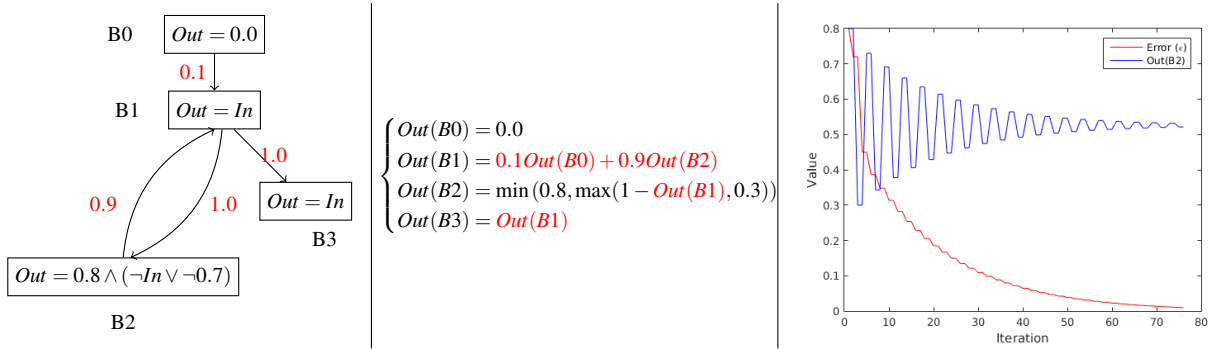 B0
Out = 0.0
0.1
B1
Out = In
1.0
0.9
1.0
Out = In
B3
Out = 0.8 ∧ (¬In ∨ ¬0.7)
B2
Out(B0) = 0.0
Out(B1) = 0.1Out(B0) + 0.9Out(B2)
Out(B2) = min (0.8, max(1 − Out(B1), 0.3))
Out(B3) = Out(B1)
Error (ϵ)
Out(B2)
Value
0.8
0.7
0.6
0.5
0.4
0.3
0.2
0.1
0
0 10 20 30 40 50 60 70 80
Iteration